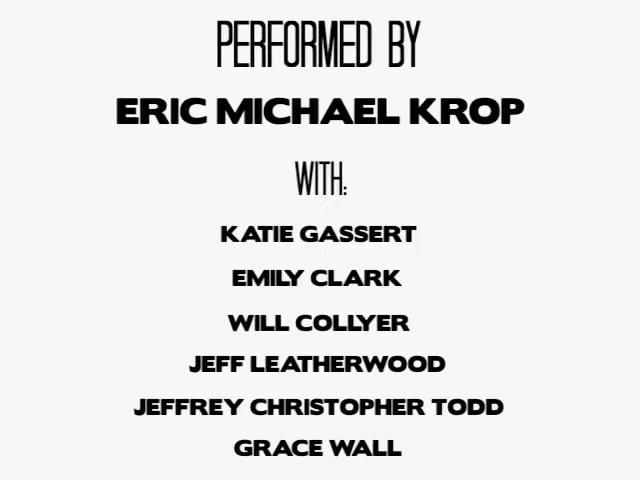 PERFORMED BY
ERIC MICHAEL KROP
WITH:
KATIE GASSERT
EMILY CLARK
WILL COLLYER
JEFF LEATHERWOOD
JEFFREY CHRISTOPHER TODD
GRACE WALL